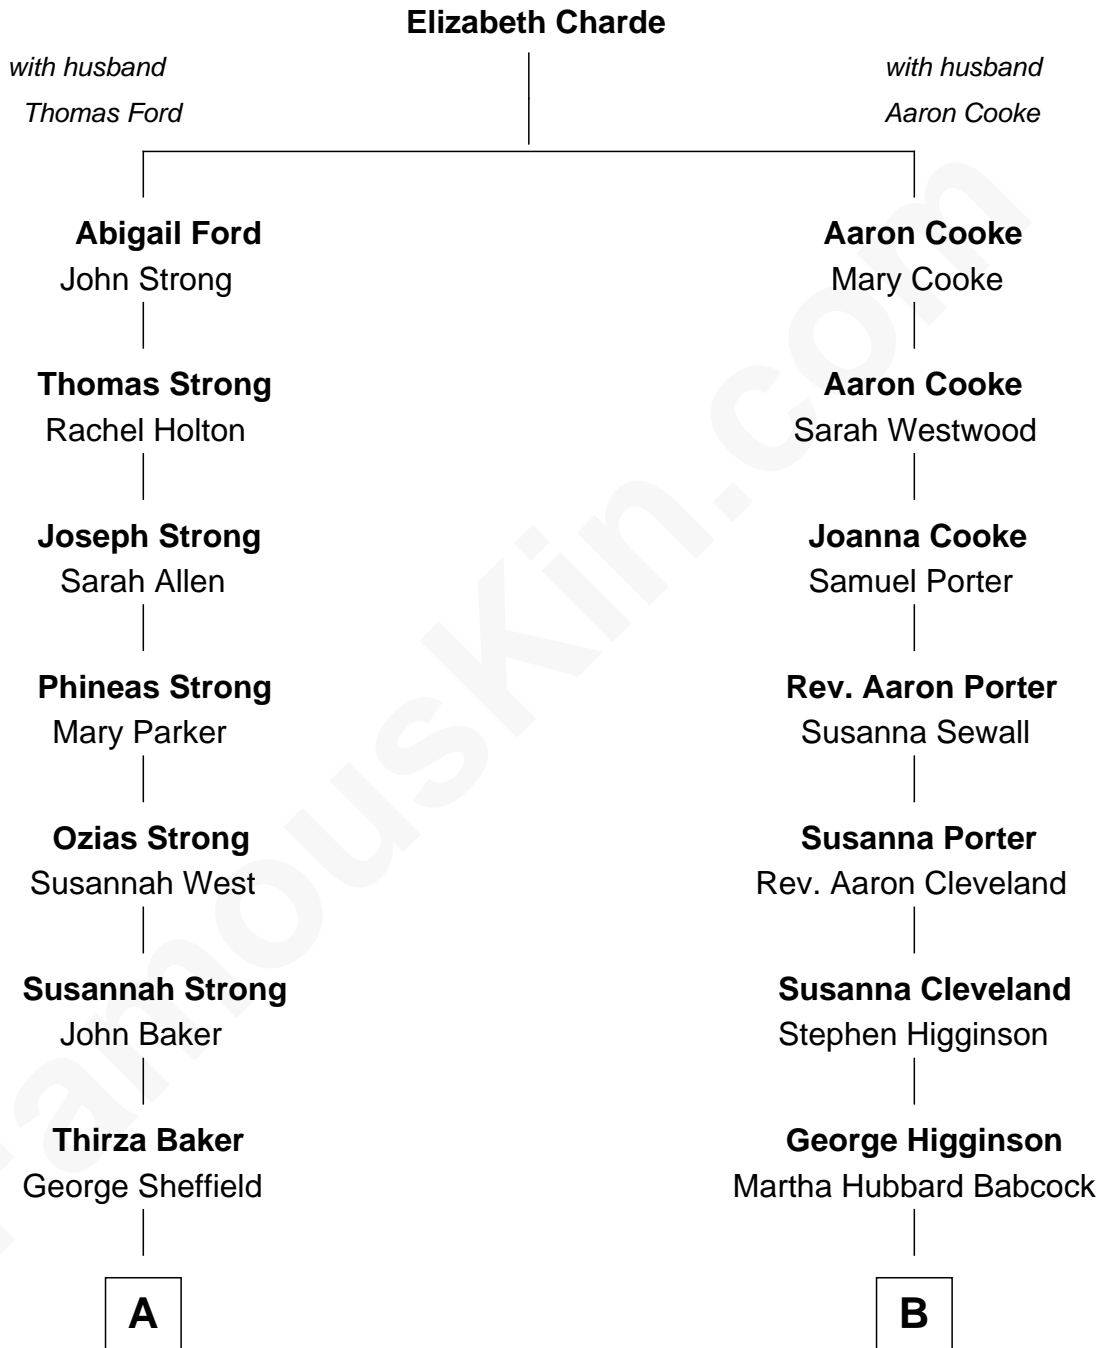 Elizabeth Charde
with husband
Thomas Ford
with husband
Aaron Cooke
Abigail Ford
John Strong
Aaron Cooke
Mary Cooke
Thomas Strong
Rachel Holton
Aaron Cooke
Sarah Westwood
Joseph Strong
Sarah Allen
Joanna Cooke
Samuel Porter
Phineas Strong
Mary Parker
Rev. Aaron Porter
Susanna Sewall
Ozias Strong
Susannah West
Susanna Porter
Rev. Aaron Cleveland
Susannah Strong
John Baker
Susanna Cleveland
Stephen Higginson
Thirza Baker
George Sheffield
George Higginson
Martha Hubbard Babcock
A
B
FamousKin.com